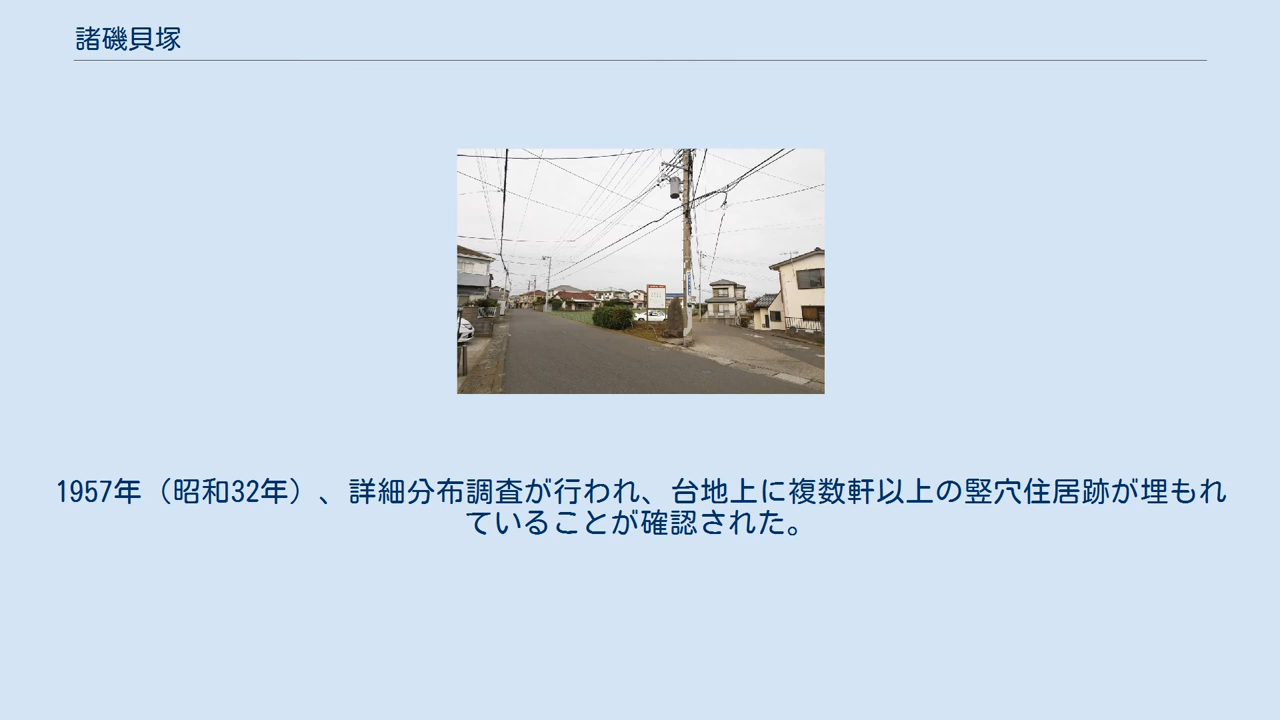 諸磯貝塚
1957年（昭和32年）、詳細分布調査が行われ、台地上に複数軒以上の竪穴住居跡が埋もれ
ていることが確認された。